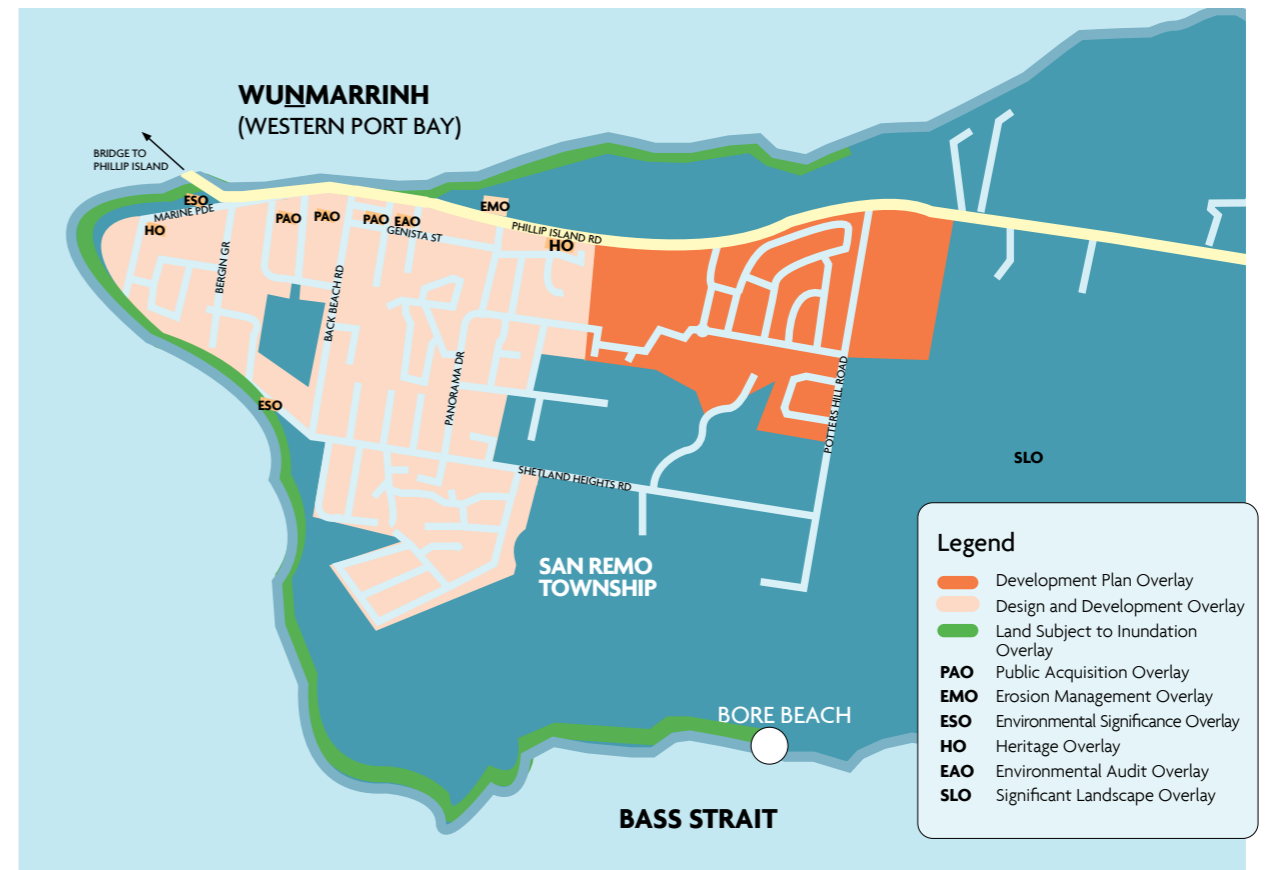 WUNMARRINH
(WESTERN PORT BAY)
BRIDGE TO
PHILLIP ISLAND
ESO
MARINE PDE
HO
BERGIN GR
PAO
PAO
PAO
EAO
GENISTA ST
EMO
PHILLIP ISLAND RD
HO
BACK BEACH RD
PANORAMA DR
POTTERS HILL ROAD
ESO
SHETLAND HEIGHTS RD
SLO
SAN REMO
TOWNSHIP
BORE BEACH
BASS STRAIT
Legend
Development Plan Overlay
Design and Development Overlay
Land Subject to Inundation
Overlay
PAO Public Acquisition Overlay
EMO Erosion Management Overlay
ESO Environmental Significance Overlay
HO Heritage Overlay
EAO Environmental Audit Overlay
SLO Significant Landscape Overlay